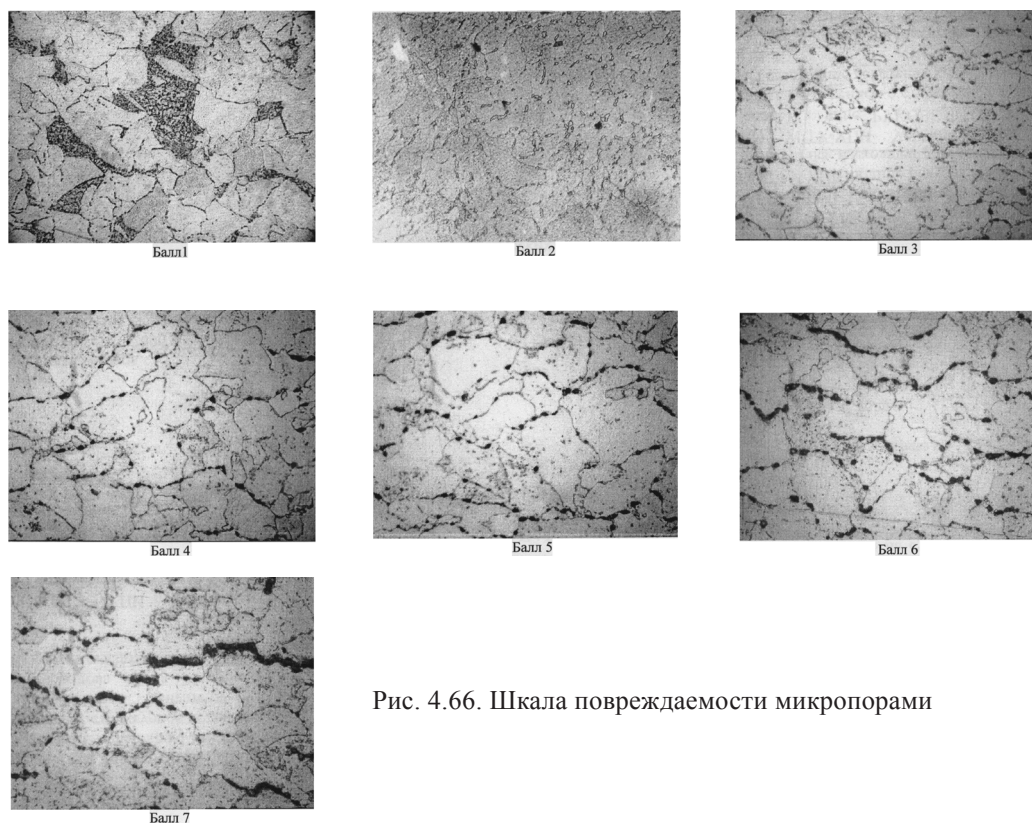 Балл1
Балл 2
Балл 3
Балл 4
Балл 5
Балл 6
Балл 7
Рис. 4.66. Шкала повреждаемости микропорами